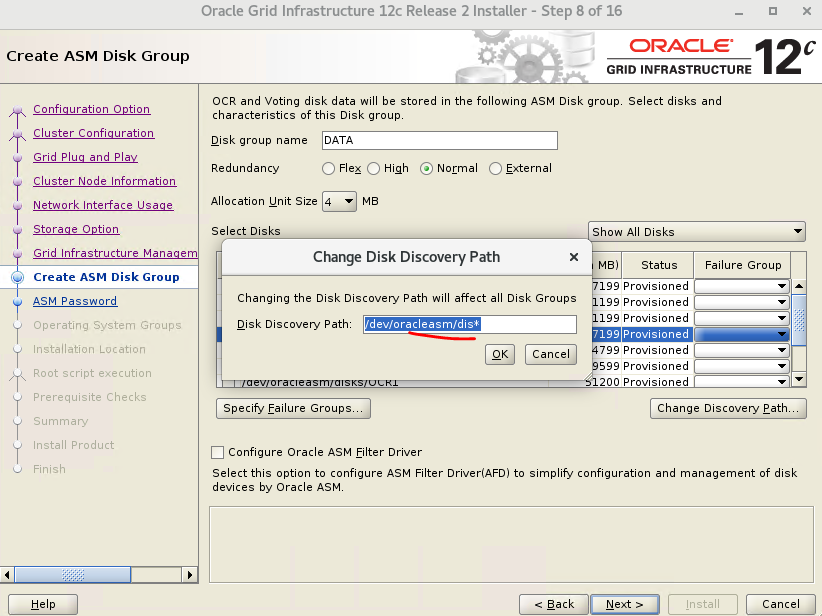 Oracle Grid Infrastructure 12c Release 2 Installer - Step 8 of 16
Create ASM Disk Group
ORACLE
GRID INFRASTRUCTURE
12c
Configuration Option
Cluster Configuration
Grid Plug and Play
Cluster Node Information
Network Interface Usage
Storage Option
Grid Infrastructure Managem
Create ASM Disk Group
ASM Password
Operating System Groups
Installation Location
Root script execution
Prerequisite Checks
Summary
Install Product
Finish
OCR and Voting disk data will be stored in the following ASM Disk group. Select disks and
characteristics of this Disk group.
Disk group name DATA
Redundancy Flex High Normal External
Allocation Unit Size 4 MB
Select Disks Show All Disks
MB) Status Failure Group
7199 Provisioned
1199 Provisioned
1199 Provisioned
7199 Provisioned
4799 Provisioned
9599 Provisioned
/dev/oracleasm/disks/OCR1 51200 Provisioned
Change Disk Discovery Path
Changing the Disk Discovery Path will affect all Disk Groups
Disk Discovery Path: /dev/oracleasm/dis*
OK Cancel
Specify Failure Groups... Change Discovery Path...
Configure Oracle ASM Filter Driver
Select this option to configure ASM Filter Driver(AFD) to simplify configuration and management of disk
devices by Oracle ASM.
Help < Back Next > Install Cancel